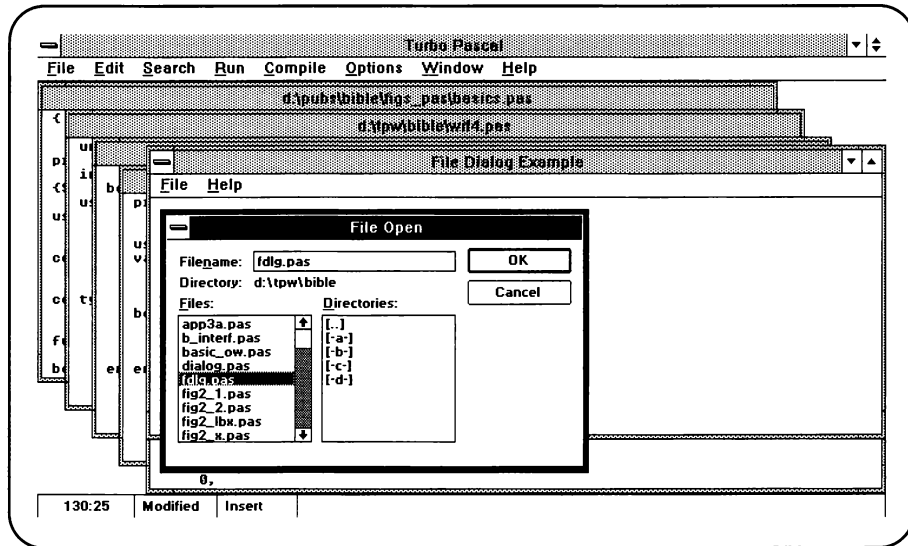 Turbo Pascal
File Edit Search Run Compile Options Window Help
d:\pubs\bible\figs_pas\basics.pas
d:\tpw\bible\wif4.pas
File Dialog Example
File Help
File Open
Filename: fdlg.pas
OK
Directory: d:\tpw\bible
Cancel
Files:
Directories:
app3a.pas
b_interf.pas
basic_ow.pas
dialog.pas
fdlg.pas
fig2_1.pas
fig2_2.pas
fig2_lbx.pas
fig2_x.pas
[..]
[-a-]
[-b-]
[-c-]
[-d-]
0,
130:25 Modified Insert